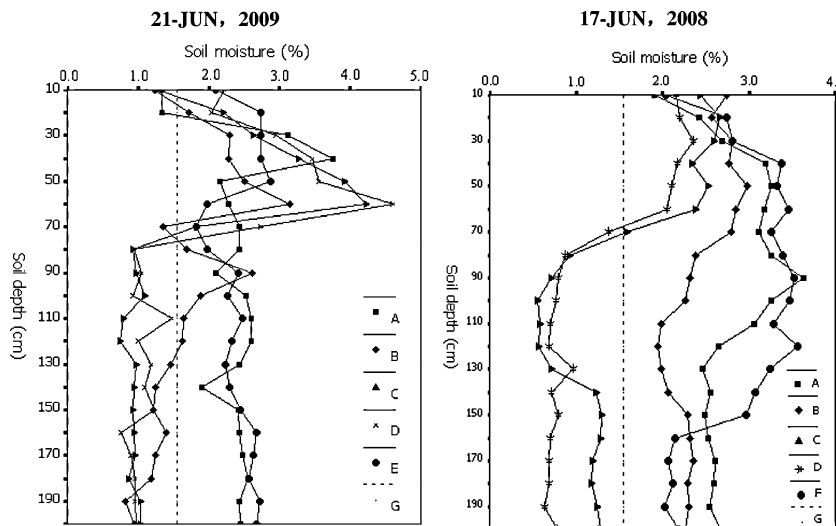 21-JUN, 2009
Soil moisture (%)
0.0 1.0 2.0 3.0 4.0 5.0
10
30
50
70
90
110
130
150
170
190
Soil depth (cm)
A
B
C
D
E
G
17-JUN, 2008
Soil moisture (%)
0.0 1.0 2.0 3.0 4.
10
30
50
70
90
110
130
150
170
190
Soil depth (cm)
A
B
C
D
F
G